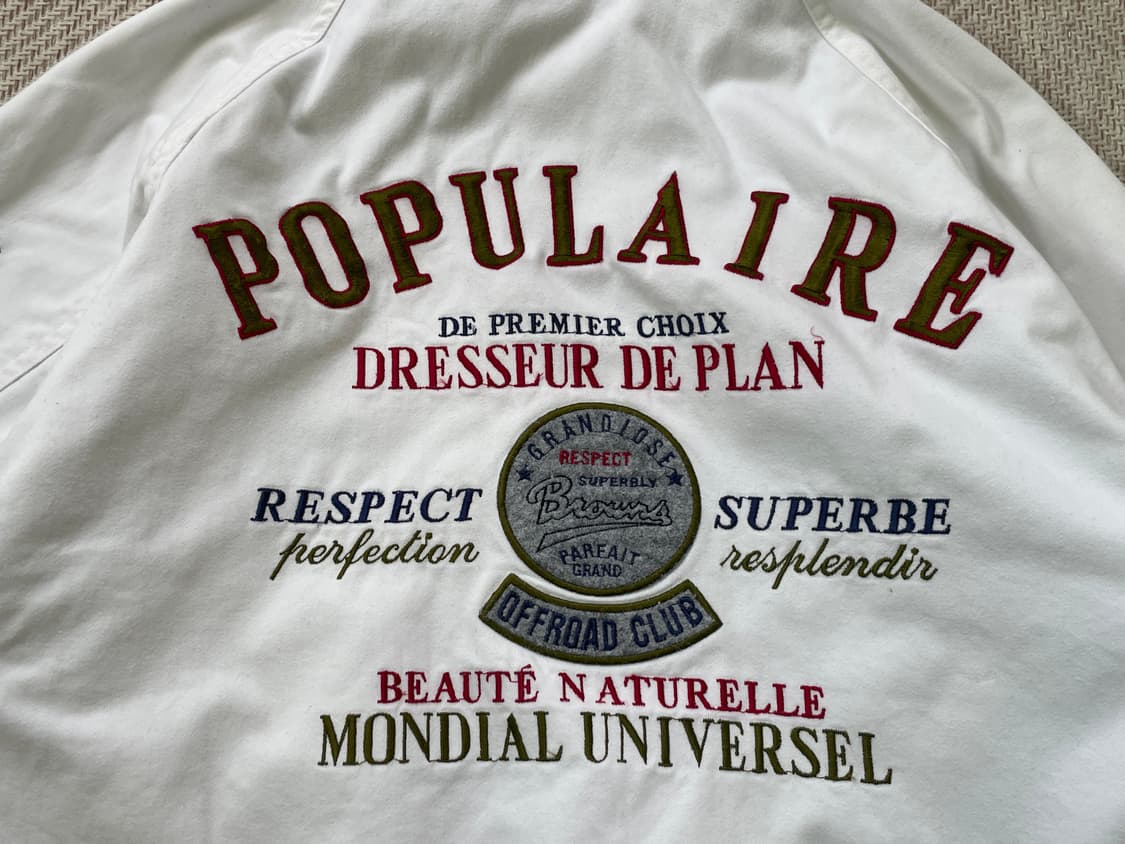 POPULAIRE
DE PREMIER CHOIX
DRESSEUR DE PLAN
GRANDIOSE
RESPECT
SUPERBLY
Browns
PARFAIT
GRAND
RESPECT
perfection
SUPERBE
resplendir
OFFROAD CLUB
BEAUTÉ NATURELLE
MONDIAL UNIVERSEL